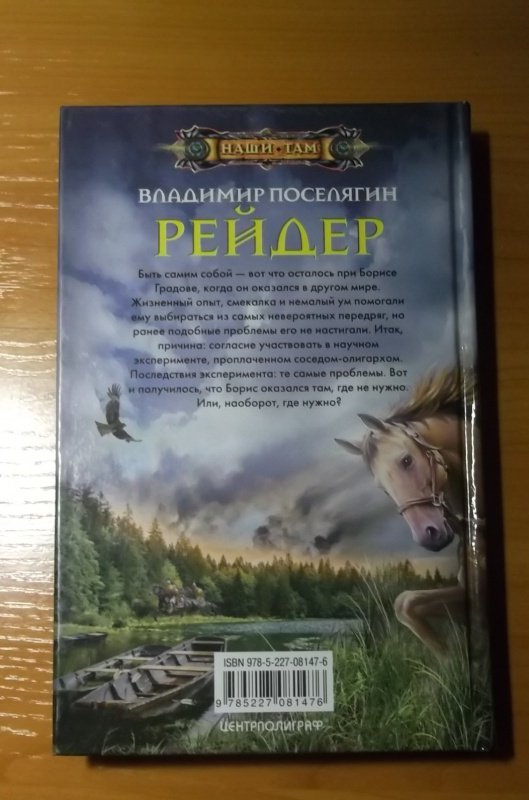 НАШИ • ТАМ
ВЛАДИМИР ПОСЕЛЯГИН
РЕЙДЕР
Быть самим собой — вот что осталось при Борисе
Градове, когда он оказался в другом мире.
Жизненный опыт, смекалка и немалый ум помогали
ему выбираться из самых невероятных передряг, но
ранее подобные проблемы его не настигали. Итак,
причина: согласие участвовать в научном
эксперименте, проплаченном соседом-олигархом.
Последствия эксперимента: те самые проблемы. Вот
и получилось, что Борис оказался там, где не нужно.
Или, наоборот, где нужно?
ISBN 978-5-227-08147-6
9 785227 081476
ЦЕНТРПОЛИГРАФ